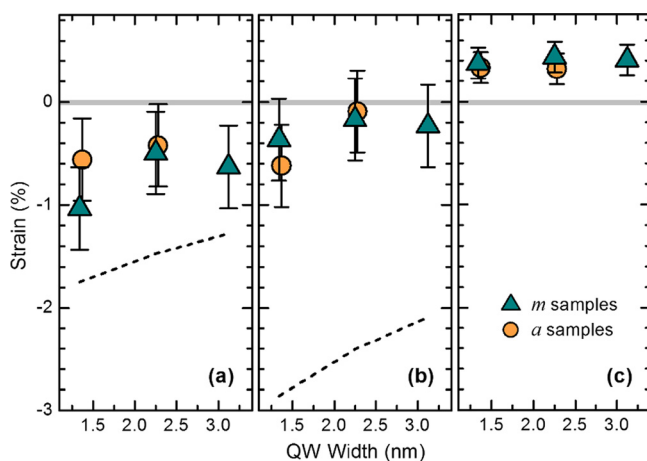 0
-1
-2
-3
Strain (%)
(a)
(b)
(c)
m samples
a samples
1.5 2.0 2.5 3.0
1.5 2.0 2.5 3.0
1.5 2.0 2.5 3.0
QW Width (nm)